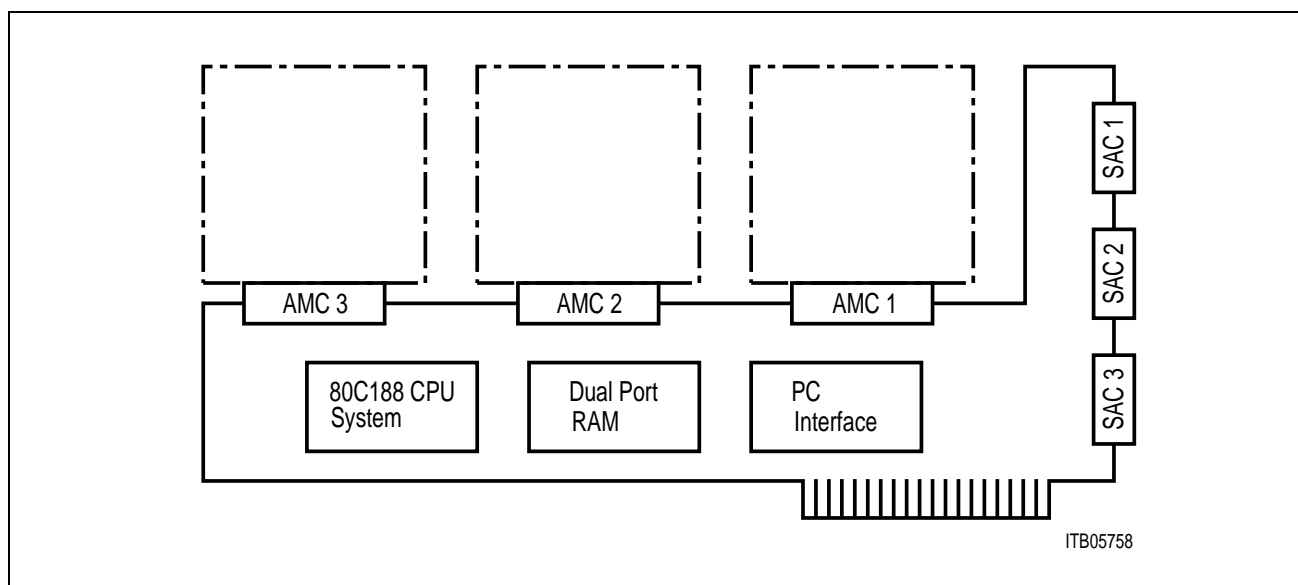 SAC 1
SAC 2
AMC 3
AMC 2
AMC 1
80C188 CPU
System
Dual Port
RAM
PC
Interface
SAC 3
ITB05758